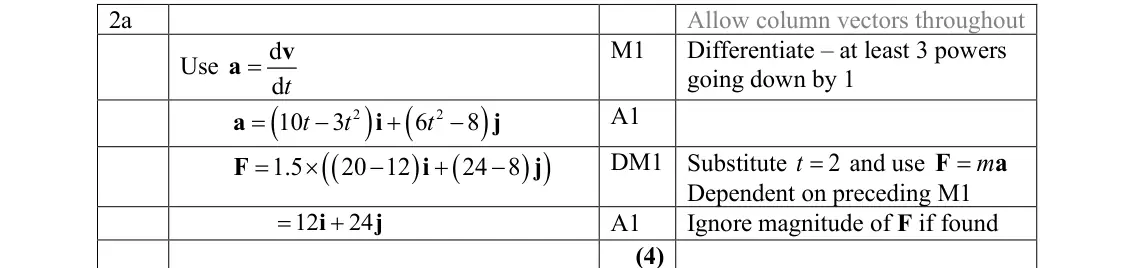 2a Allow column vectors throughout
Use a = dv/dt M1 Differentiate – at least 3 powers
going down by 1
a = (10t − 3t²)i + (6t² − 8)j A1
F = 1.5 × ((20 − 12)i + (24 − 8)j) DM1 Substitute t = 2 and use F = ma
Dependent on preceding M1
= 12i + 24j A1 Ignore magnitude of F if found
(4)